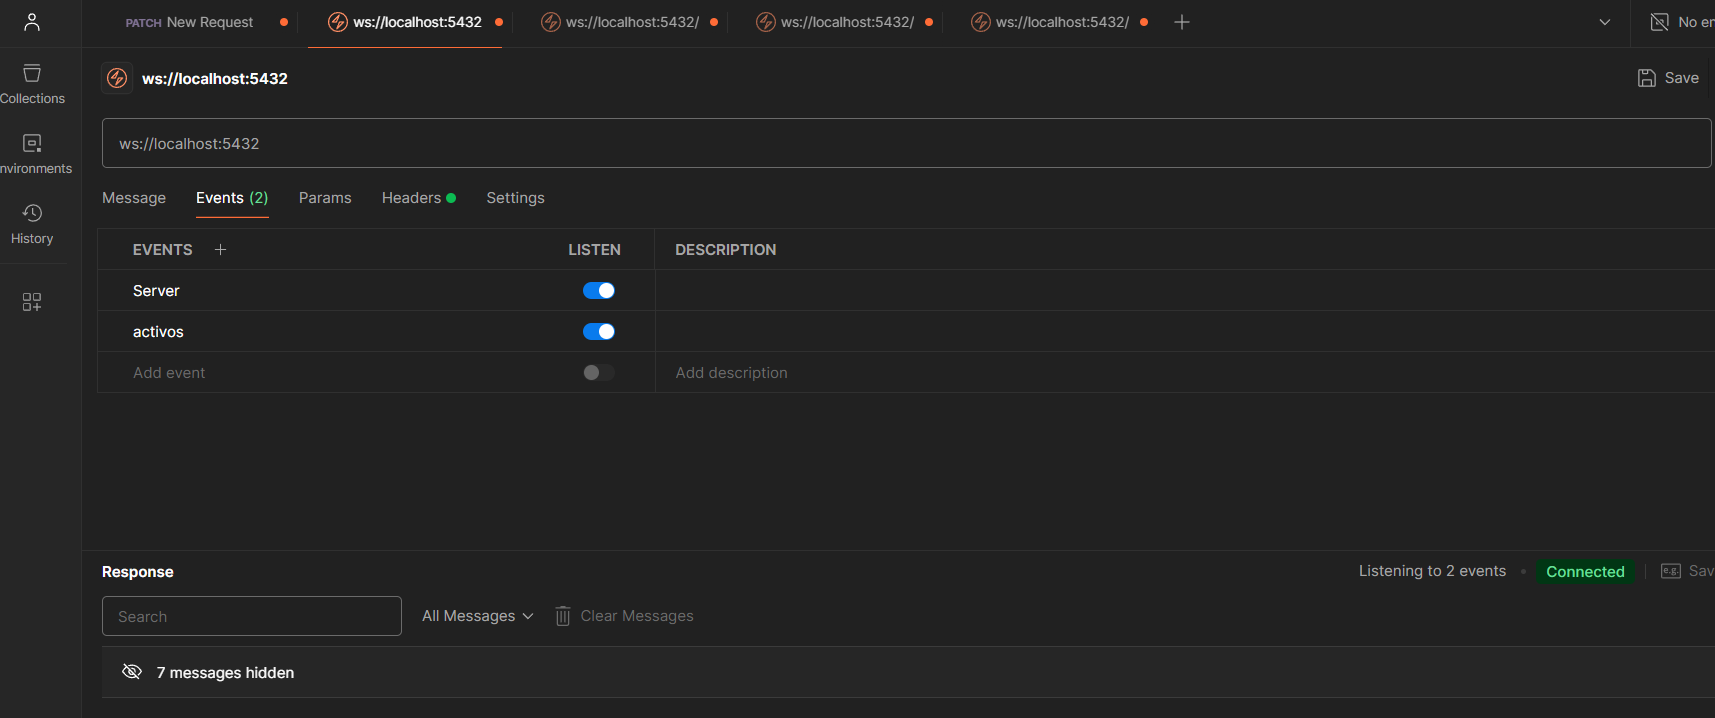 PATCH New Request
ws://localhost:5432
ws://localhost:5432/
ws://localhost:5432/
ws://localhost:5432/
No en
Collections
nvironments
History
ws://localhost:5432
Save
ws://localhost:5432
Message Events (2) Params Headers Settings
EVENTS LISTEN DESCRIPTION
Server
activos
Add event Add description
Response
Listening to 2 events Connected e.g. Sav
Search All Messages Clear Messages
7 messages hidden